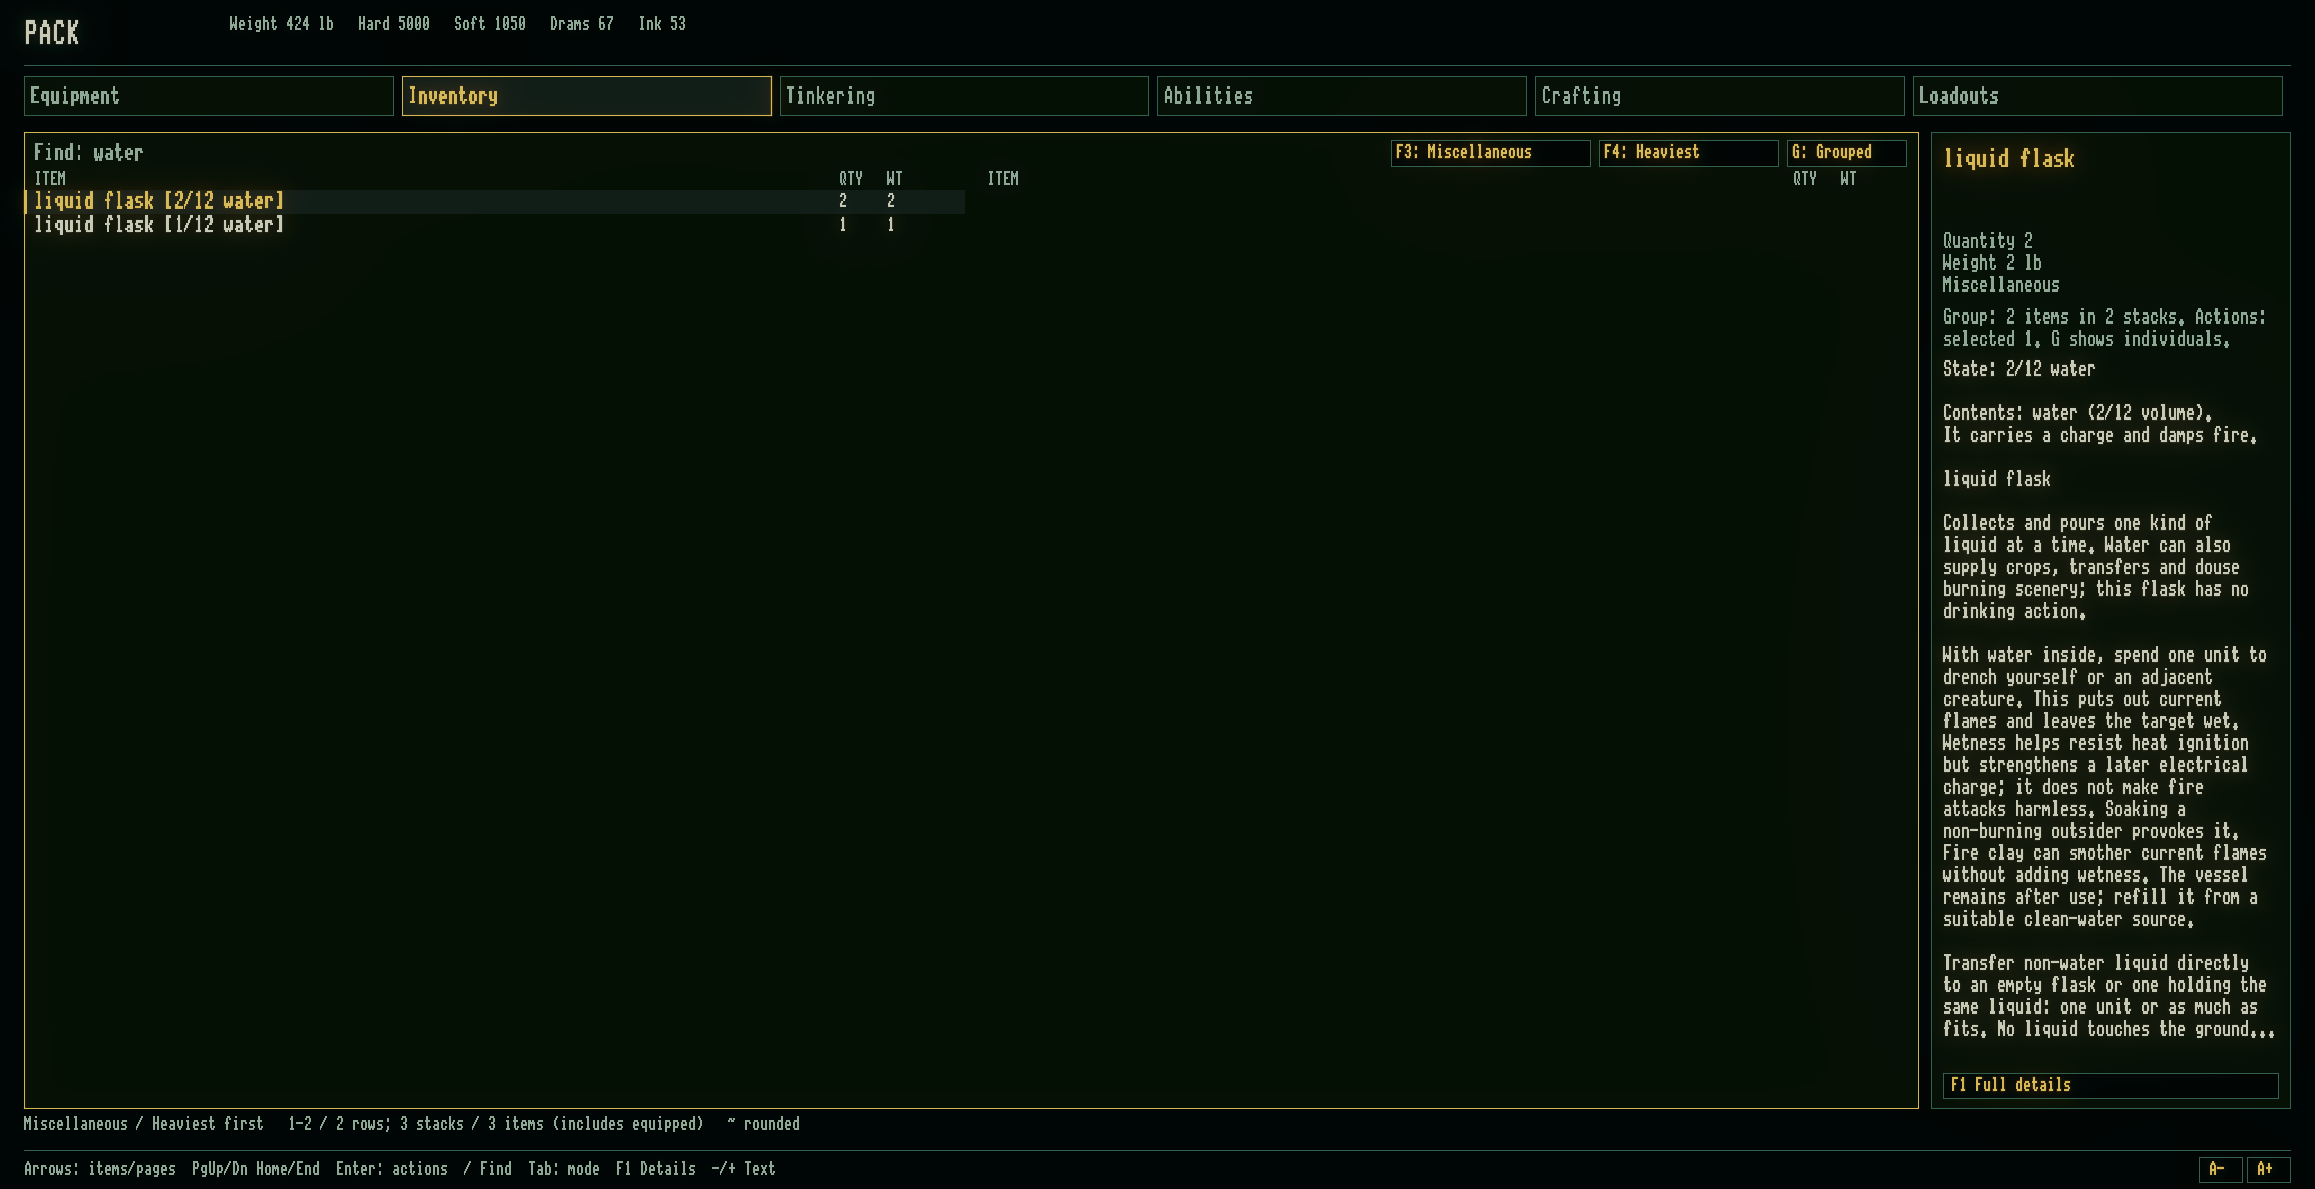 PACK
Weight 424 lb Hard 5000 Soft 1050 Drams 67 Ink 53
Equipment Inventory Tinkering Abilities Crafting Loadouts
Find: water
F3: Miscellaneous F4: Heaviest G: Grouped
ITEM QTY WT ITEM QTY WT
liquid flask [2/12 water] 2 2
liquid flask [1/12 water] 1 1
liquid flask
Quantity 2
Weight 2 lb
Miscellaneous
Group: 2 items in 2 stacks. Actions:
selected 1. G shows individuals.
State: 2/12 water
Contents: water (2/12 volume).
It carries a charge and damps fire.
liquid flask
Collects and pours one kind of
liquid at a time. Water can also
supply crops, transfers and douse
burning scenery; this flask has no
drinking action.
With water inside, spend one unit to
drench yourself or an adjacent
creature. This puts out current
flames and leaves the target wet.
Wetness helps resist heat ignition
but strengthens a later electrical
charge; it does not make fire
attacks harmless. Soaking a
non-burning outsider provokes it.
Fire clay can smother current flames
without adding wetness. The vessel
remains after use; refill it from a
suitable clean-water source.
Transfer non-water liquid directly
to an empty flask or one holding the
same liquid: one unit or as much as
fits. No liquid touches the ground...
F1 Full details
Miscellaneous / Heaviest first 1-2 / 2 rows; 3 stacks / 3 items (includes equipped) ~ rounded
Arrows: items/pages PgUp/Dn Home/End Enter: actions / Find Tab: mode F1 Details -/+ Text
A- A+